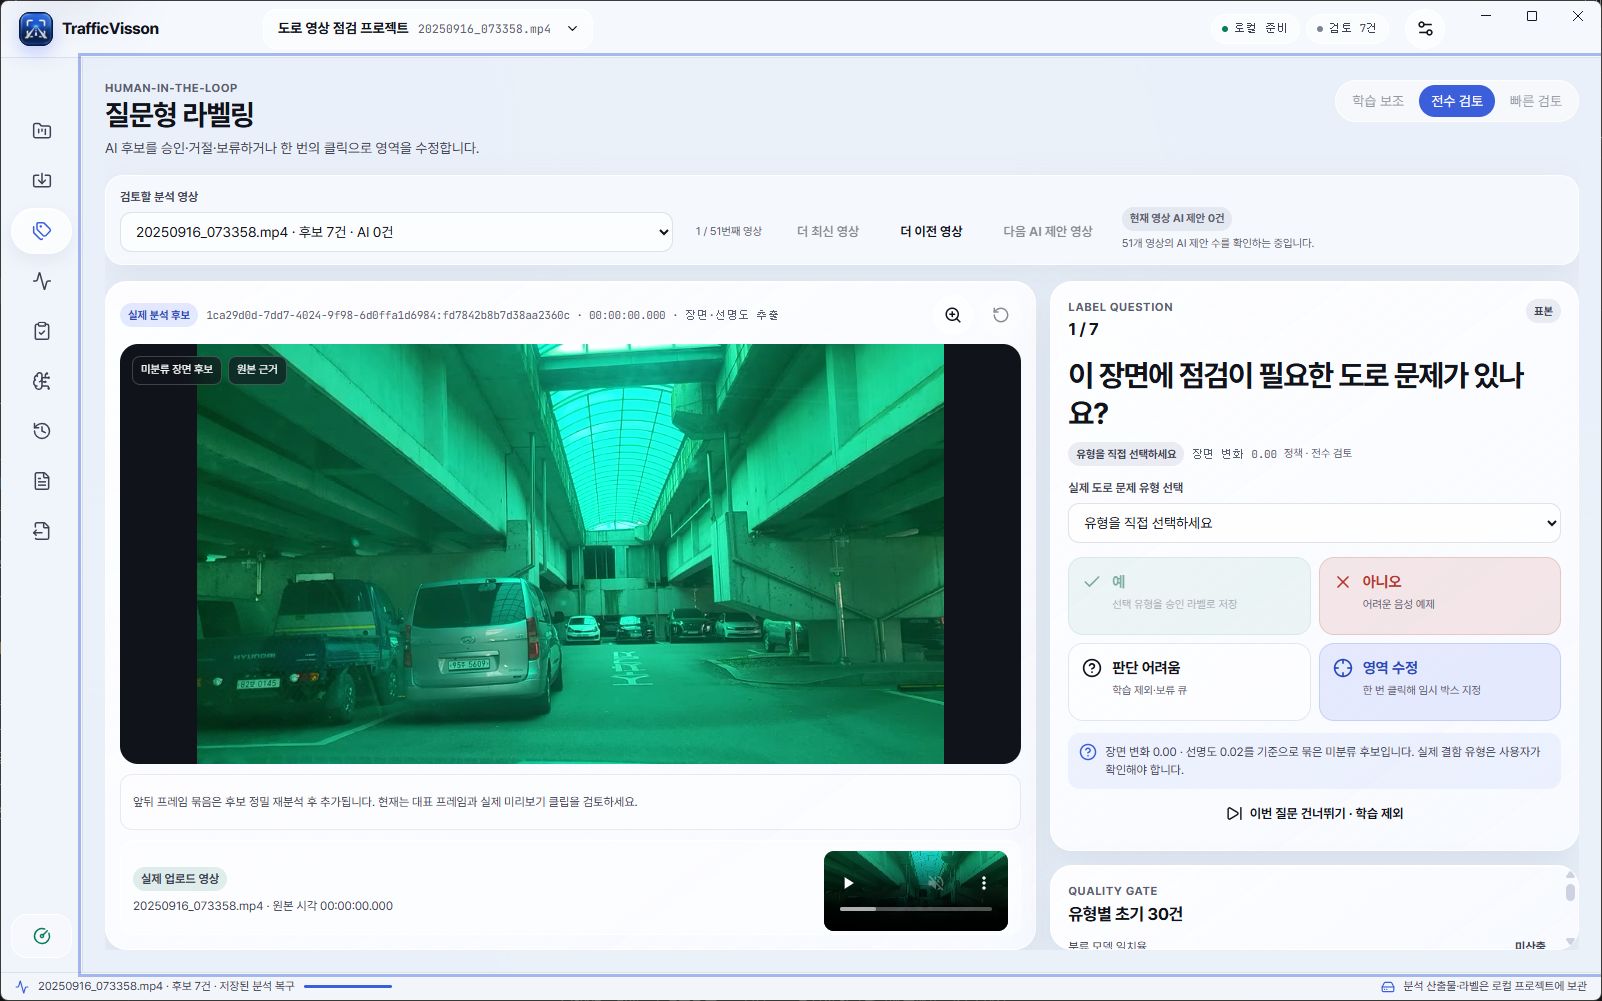 TrafficVisson
도로 영상 점검 프로젝트 20250916_073358.mp4
로컬 준비
검토 7건
HUMAN-IN-THE-LOOP
질문형 라벨링
AI 후보를 승인·거절·보류하거나 한 번의 클릭으로 영역을 수정합니다.
학습 보조
전수 검토
빠른 검토
검토할 분석 영상
20250916_073358.mp4 · 후보 7건 · AI 0건
1 / 51번째 영상
더 최신 영상
더 이전 영상
다음 AI 제안 영상
현재 영상 AI 제안 0건
51개 영상의 AI 제안 수를 확인하는 중입니다.
실제 분석 후보
1ca29d0d-7dd7-4024-9f98-6d0ffa1d6984:fd7842b8b7d38aa2360c · 00:00:00.000 · 장면·선명도 추출
미분류 장면 후보
원본 근거
HYUNDAI
앞뒤 프레임 묶음은 후보 정밀 재분석 후 추가됩니다. 현재는 대표 프레임과 실제 미리보기 클립을 검토하세요.
실제 업로드 영상
20250916_073358.mp4 · 원본 시각 00:00:00.000
LABEL QUESTION
1 / 7
표본
이 장면에 점검이 필요한 도로 문제가 있나
요?
유형을 직접 선택하세요
장면 변화 0.00
정책 · 전수 검토
실제 도로 문제 유형 선택
유형을 직접 선택하세요
예
선택 유형을 승인 라벨로 저장
아니오
어려운 음성 예제
판단 어려움
학습 제외·보류 큐
영역 수정
한 번 클릭해 임시 박스 지정
장면 변화 0.00 · 선명도 0.02를 기준으로 묶은 미분류 후보입니다. 실제 결함 유형은 사용자가
확인해야 합니다.
이번 질문 건너뛰기 · 학습 제외
QUALITY GATE
유형별 초기 30건
분류 모델 일치율
미산출
20250916_073358.mp4 · 후보 7건 · 저장된 분석 복구
분석 산출물·라벨은 로컬 프로젝트에 보관